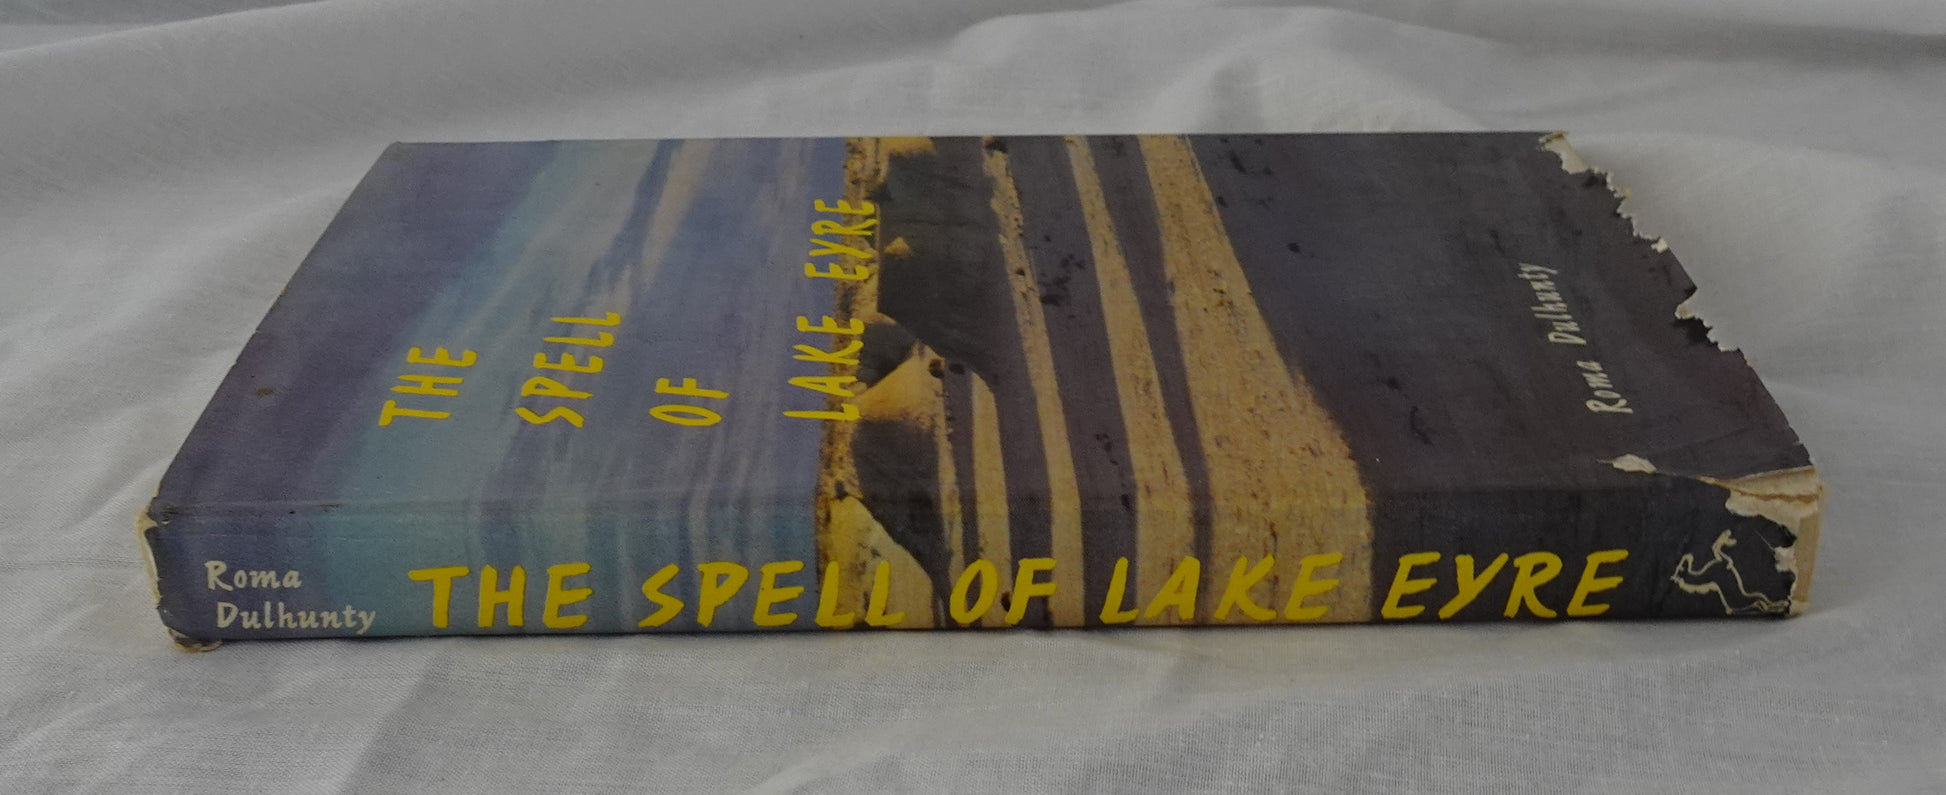 THE
SPELL
OF
LAKE EYRE
Roma Dulhunty
Roma
Dulhunty
THE SPELL OF LAKE EYRE